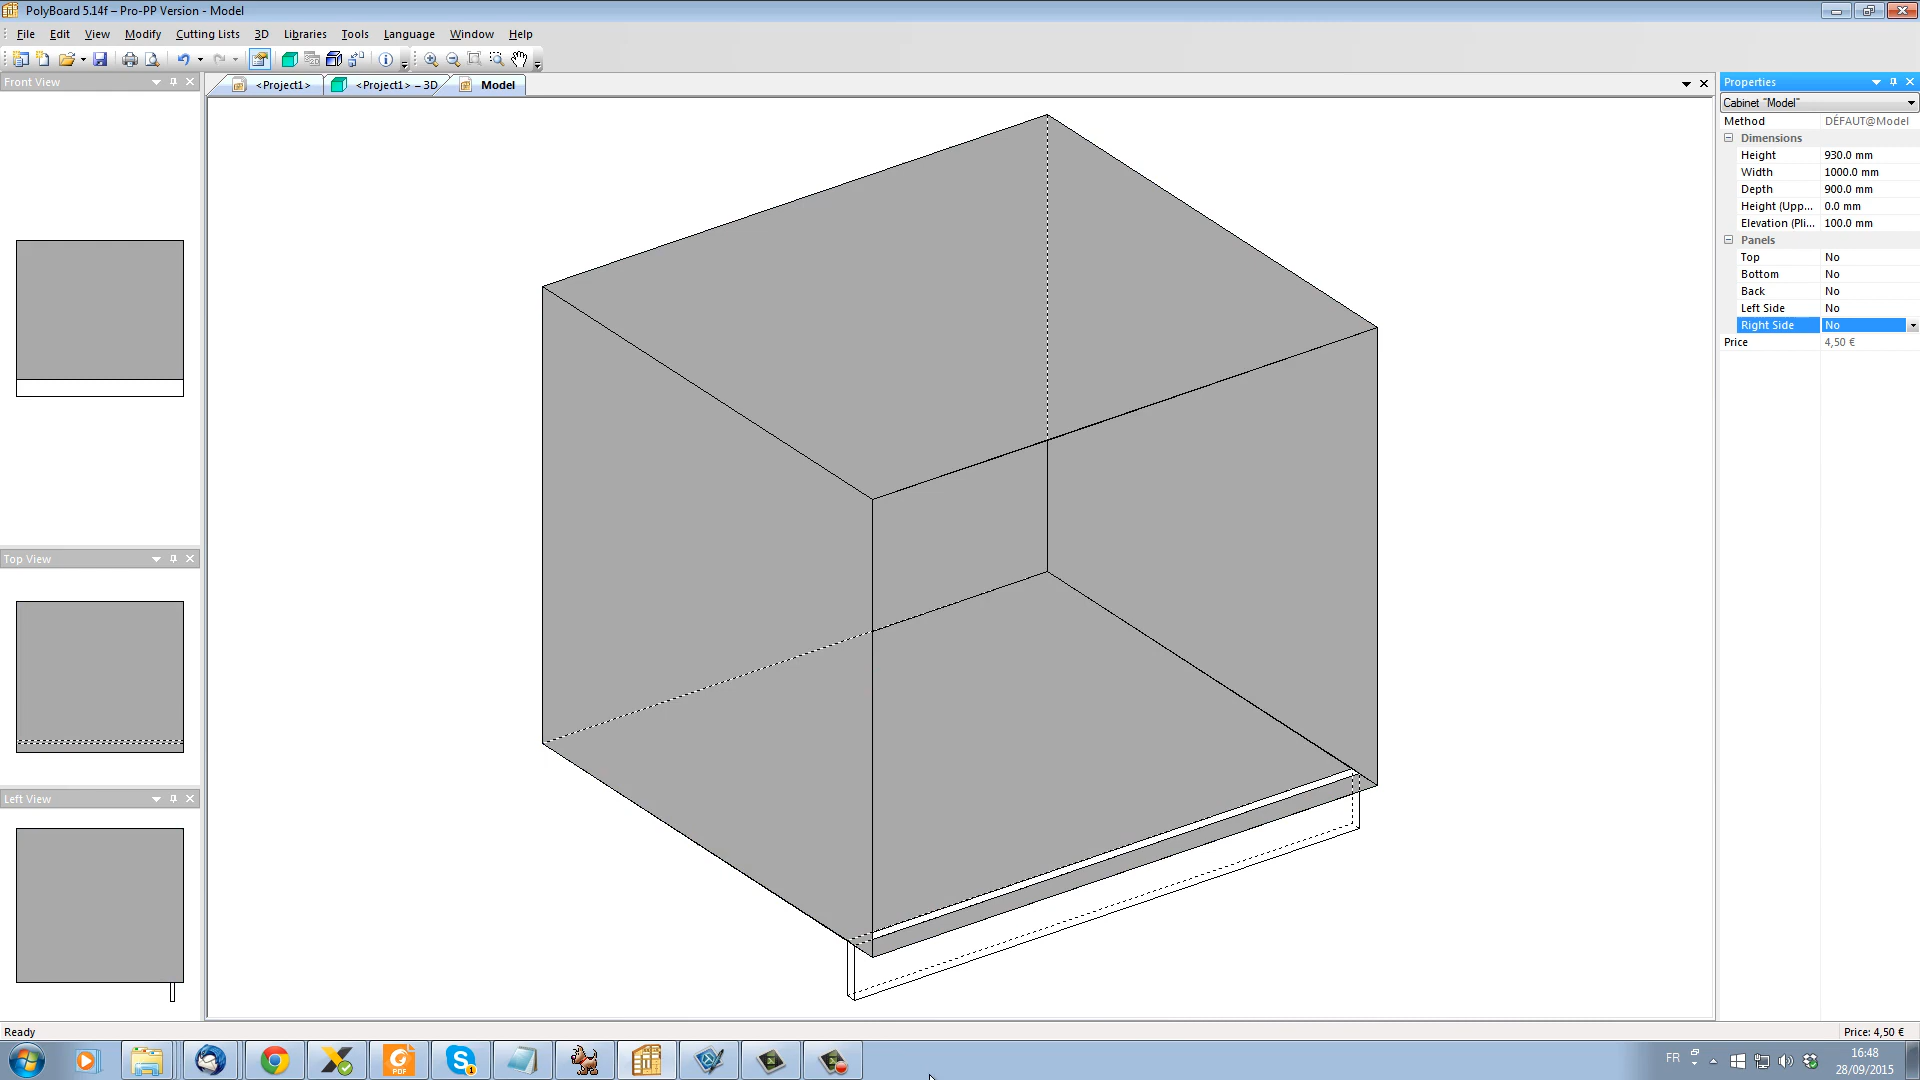 PolyBoard 5.14f – Pro-PP Version - Model
File Edit View Modify Cutting Lists 3D Libraries Tools Language Window Help
Front View
<Project1> <Project1> – 3D Model
Properties
Cabinet "Model"
Method DÉFAUT@Model
Dimensions
Height 930.0 mm
Width 1000.0 mm
Depth 900.0 mm
Height (Upp... 0.0 mm
Elevation (Pli... 100.0 mm
Panels
Top No
Bottom No
Back No
Left Side No
Right Side No
Price 4,50 €
Top View
Left View
Ready
Price: 4,50 €
PDF
S
1
FR
16:48
28/09/2015